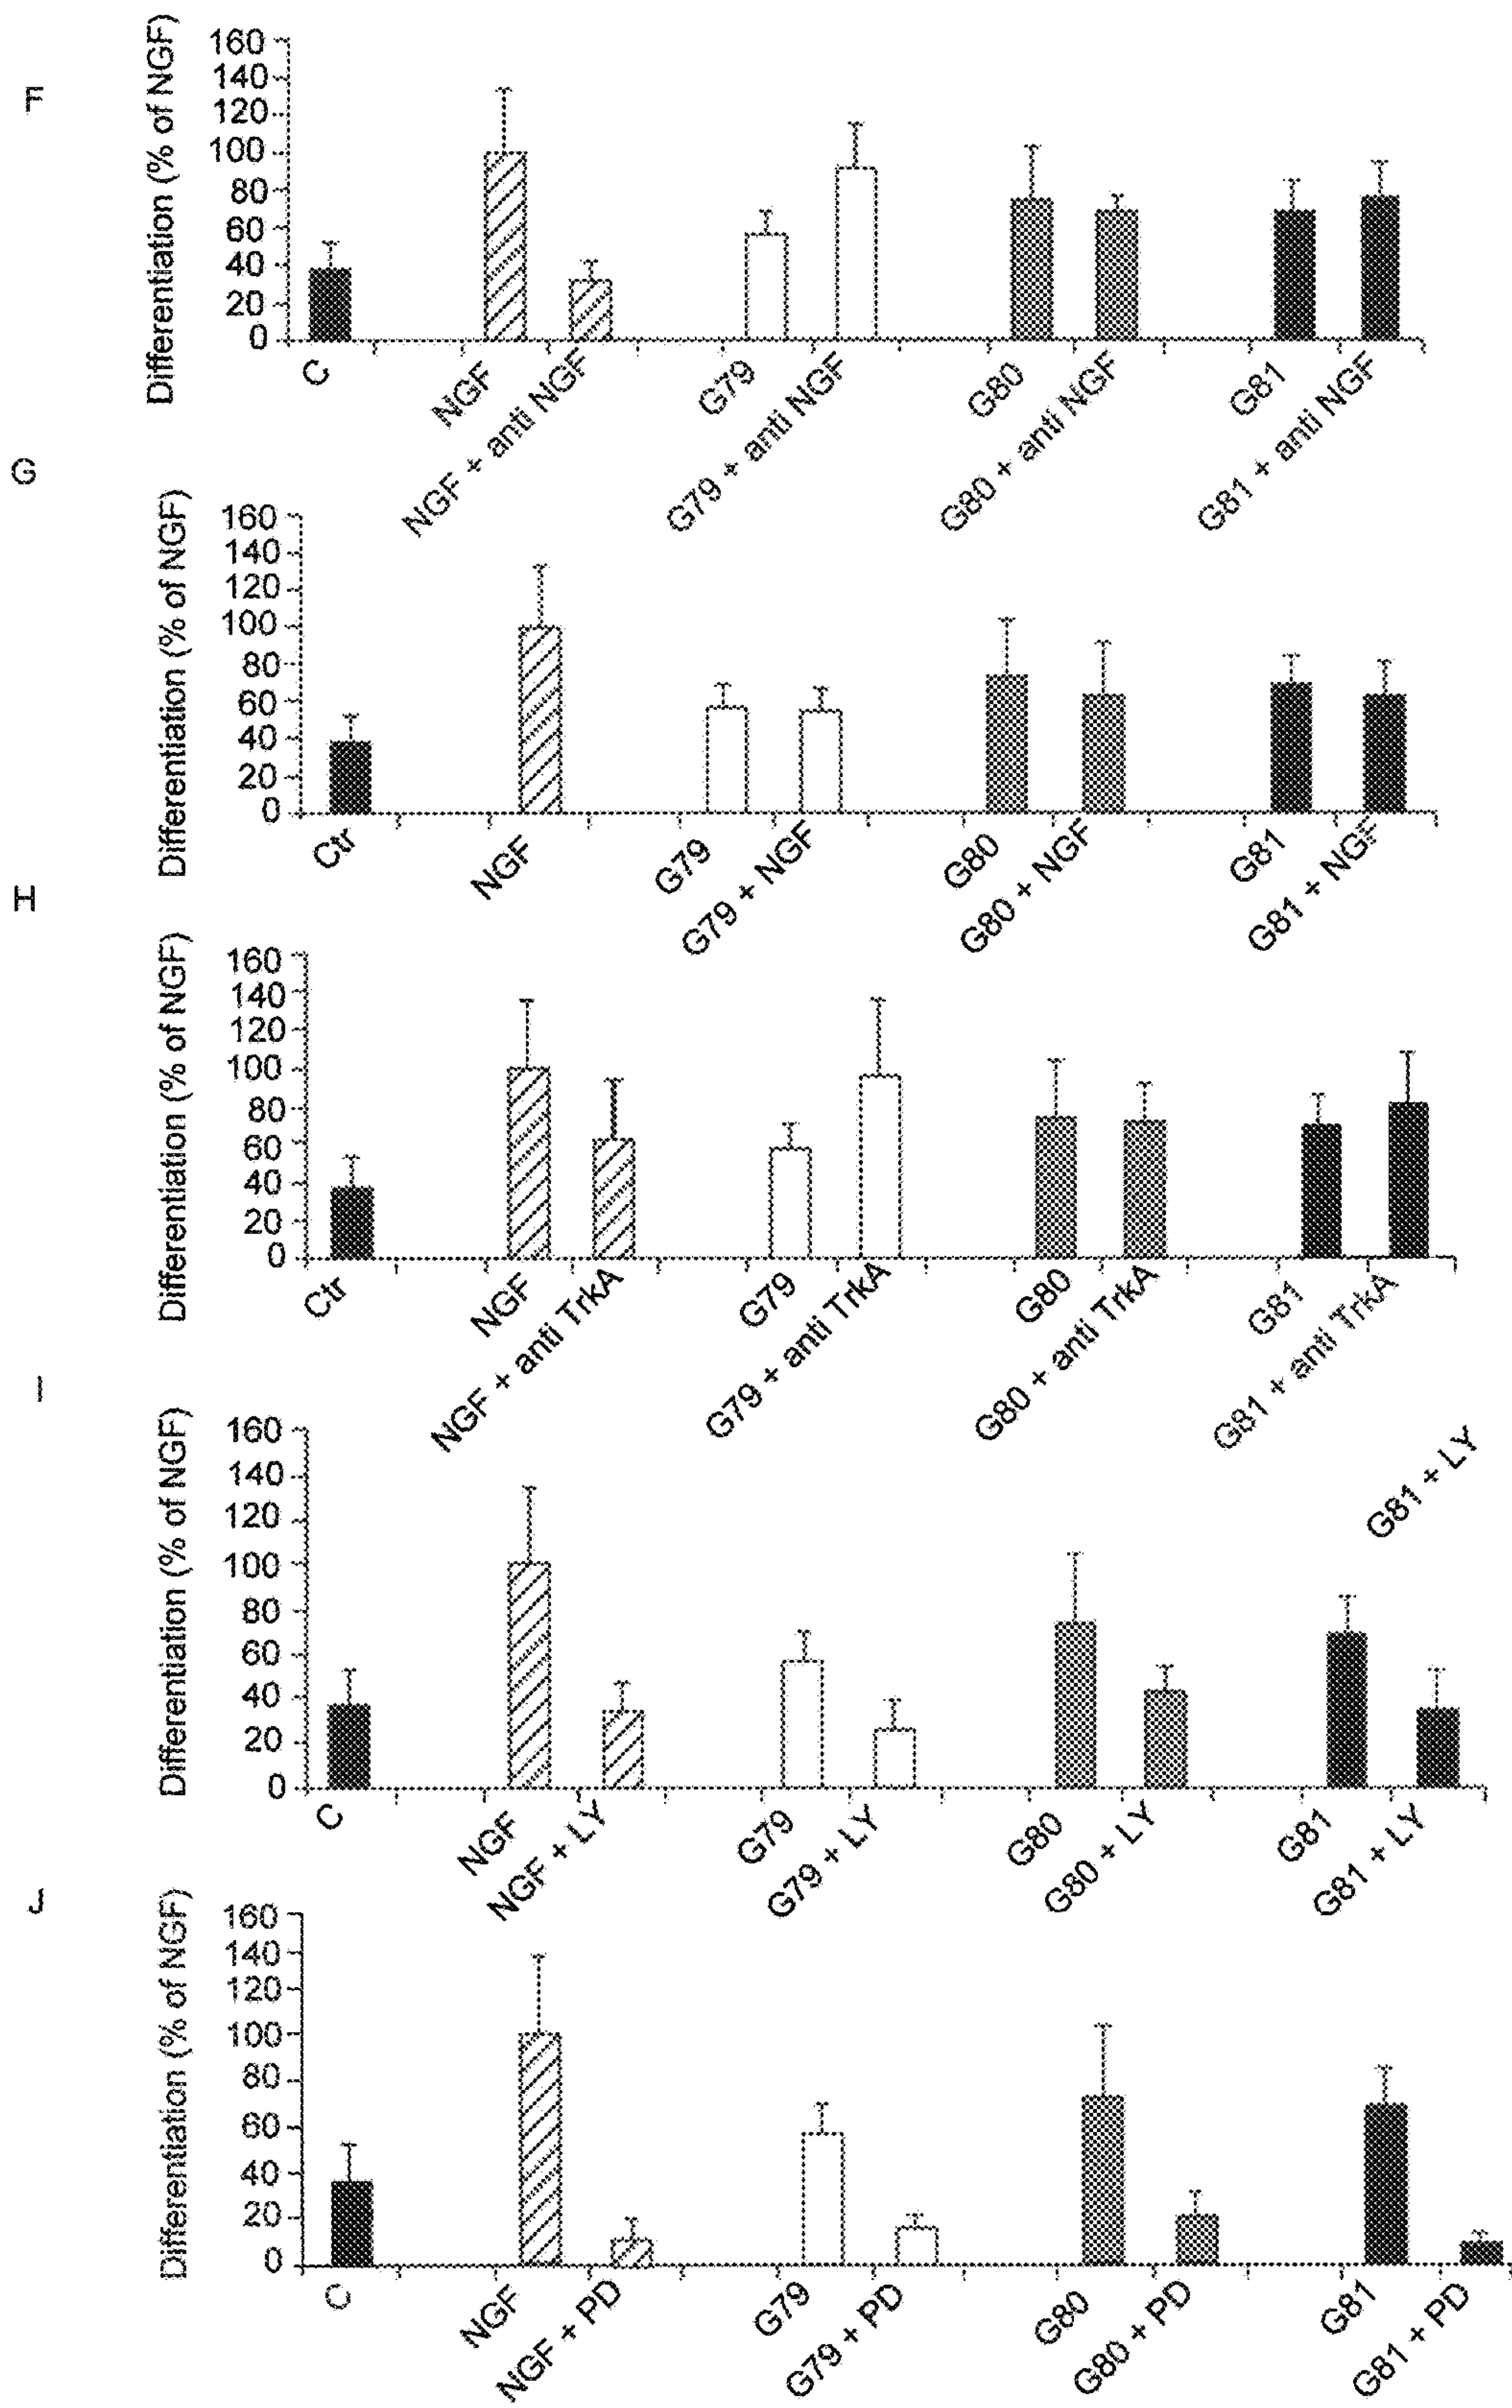 F
Differentiation (% of NGF)
160
140
120
100
80
60
40
20
0
C
NGF
NGF + anti NGF
G79
G79 + anti NGF
G80
G80 + anti NGF
G81
G81 + anti NGF
G
Differentiation (% of NGF)
160
140
120
100
80
60
40
20
0
Ctr
NGF
G79
G79 + NGF
G80
G80 + NGF
G81
G81 + NGF
H
Differentiation (% of NGF)
160
140
120
100
80
60
40
20
0
Ctr
NGF
NGF + anti TrkA
G79
G79 + anti TrkA
G80
G80 + anti TrkA
G81
G81 + anti TrkA
I
Differentiation (% of NGF)
160
140
120
100
80
60
40
20
0
G81 + LY
C
NGF
NGF + LY
G79
G79 + LY
G80
G80 + LY
G81
G81 + LY
J
Differentiation (% of NGF)
160
140
120
100
80
60
40
20
0
C
NGF
NGF + PD
G79
G79 + PD
G80
G80 + PD
G81
G81 + PD